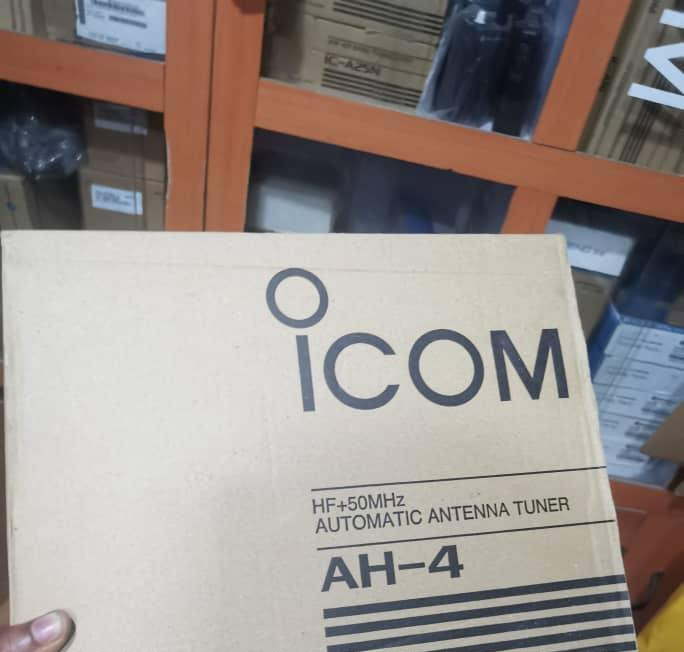 IC-A25N
ICOM
HF+50MHz
AUTOMATIC ANTENNA TUNER
AH-4